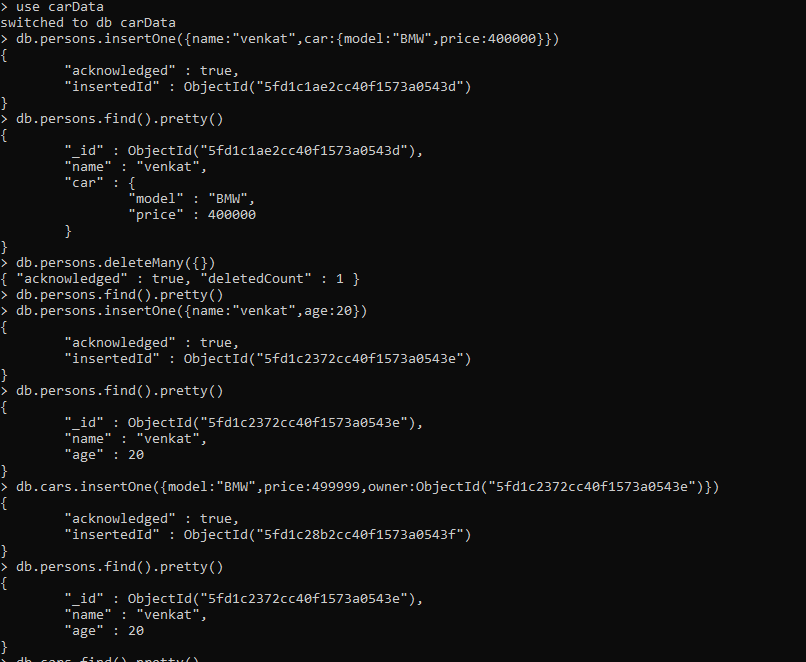 > use carData
switched to db carData
> db.persons.insertOne({name:"venkat",car:{model:"BMW",price:400000}})
{
        "acknowledged" : true,
        "insertedId" : ObjectId("5fd1c1ae2cc40f1573a0543d")
}
> db.persons.find().pretty()
{
        "_id" : ObjectId("5fd1c1ae2cc40f1573a0543d"),
        "name" : "venkat",
        "car" : {
                "model" : "BMW",
                "price" : 400000
        }
}
> db.persons.deleteMany({})
{ "acknowledged" : true, "deletedCount" : 1 }
> db.persons.find().pretty()
> db.persons.insertOne({name:"venkat",age:20})
{
        "acknowledged" : true,
        "insertedId" : ObjectId("5fd1c2372cc40f1573a0543e")
}
> db.persons.find().pretty()
{
        "_id" : ObjectId("5fd1c2372cc40f1573a0543e"),
        "name" : "venkat",
        "age" : 20
}
> db.cars.insertOne({model:"BMW",price:499999,owner:ObjectId("5fd1c2372cc40f1573a0543e")})
{
        "acknowledged" : true,
        "insertedId" : ObjectId("5fd1c28b2cc40f1573a0543f")
}
> db.persons.find().pretty()
{
        "_id" : ObjectId("5fd1c2372cc40f1573a0543e"),
        "name" : "venkat",
        "age" : 20
}
> db.cars.find().pretty()